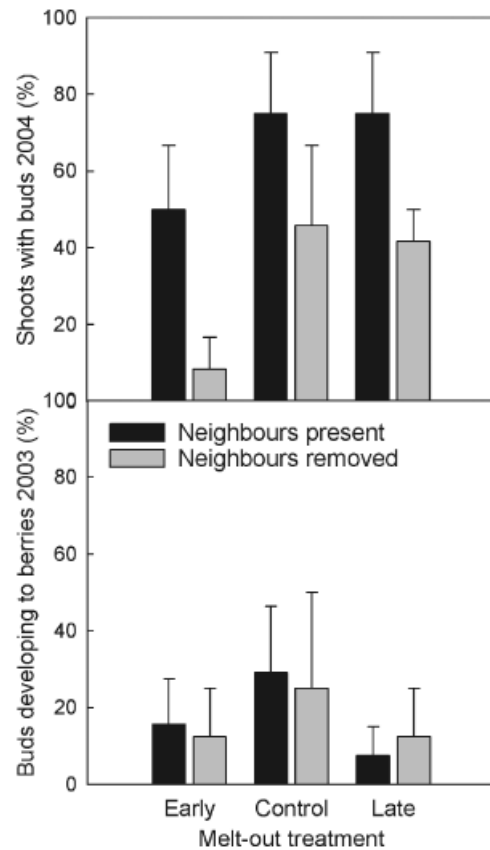 Shoots with buds 2004 (%)
100
80
60
40
20
100
Buds developing to berries 2003 (%)
80
60
40
20
0
Neighbours present
Neighbours removed
Early Control Late
Melt-out treatment